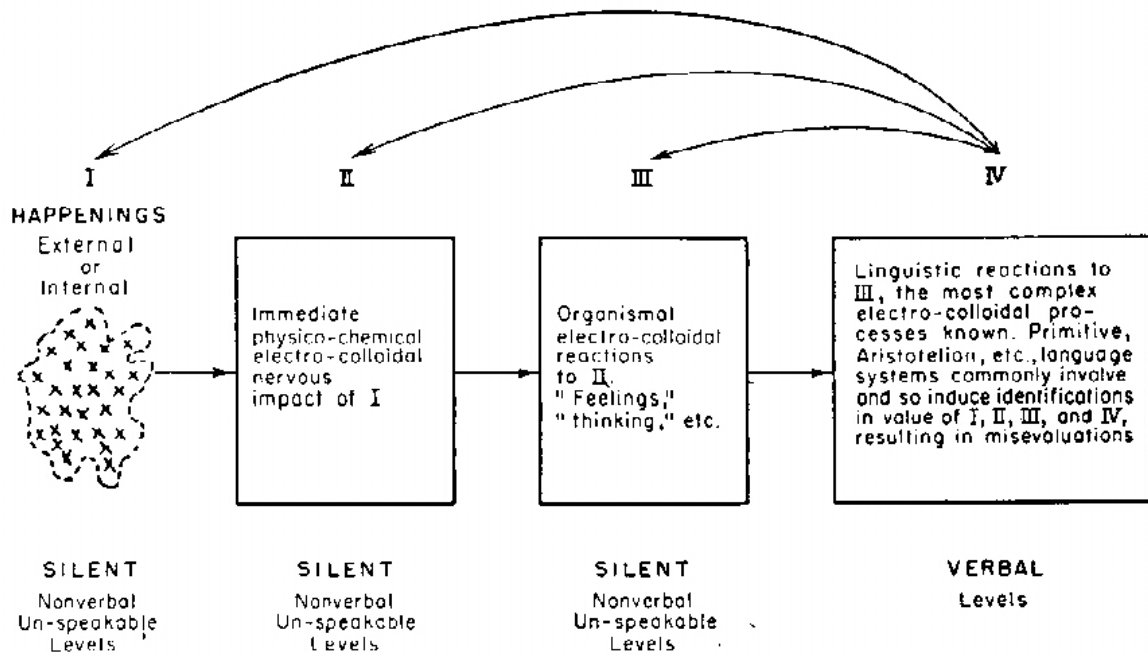 I
II
III
IV
HAPPENINGS
External
or
Internal
Immediate
physico-chemical
electro-colloidal
nervous
impact of I
Organismal
electro-colloidal
reactions
to II.
"Feelings,"
"thinking," etc.
Linguistic reactions to
III, the most complex
electro-colloidal pro-
cesses known. Primitive,
Aristotelian, etc., language
systems commonly involve
and so induce identifications
in value of I, II, III, and IV,
resulting in misevaluations
SILENT
Nonverbal
Un-speakable
Levels
SILENT
Nonverbal
Un-speakable
Levels
SILENT
Nonverbal
Un-speakable
Levels
VERBAL
Levels